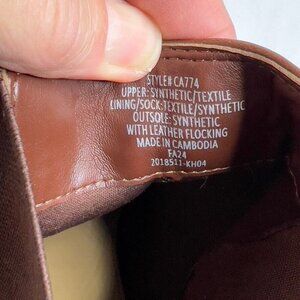 STYLE# CA774
UPPER: SYNTHETIC/TEXTILE
LINING/SOCK: TEXTILE/SYNTHETIC
OUTSOLE: SYNTHETIC
WITH LEATHER FLOCKING
MADE IN CAMBODIA
FA24
2018511-KH04